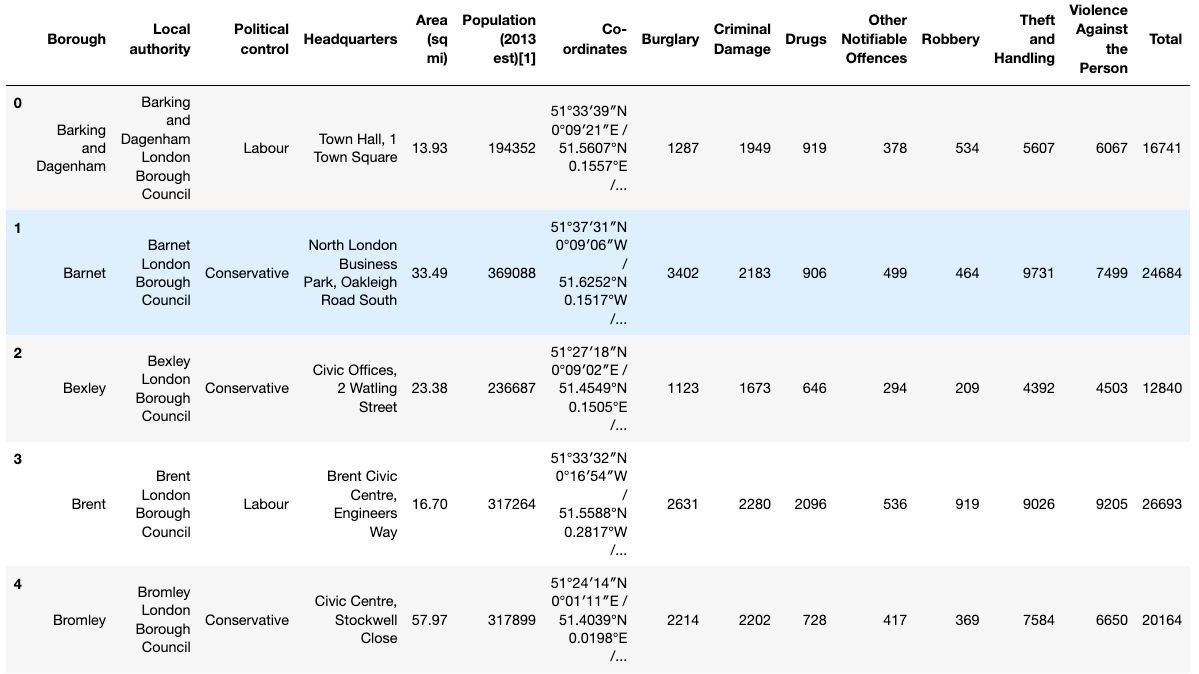 Borough
Local
authority
Political
control
Headquarters
Area
(sq
mi)
Population
(2013
est)[1]
Co-
ordinates
Burglary
Criminal
Damage
Drugs
Other
Notifiable
Offences
Robbery
Theft
and
Handling
Violence
Against
the
Person
Total
0
Barking
and
Dagenham
Barking
and
Dagenham
London
Borough
Council
Labour
Town Hall, 1
Town Square
13.93
194352
51°33′39″N
0°09′21″E /
51.5607°N
0.1557°E
/...
1287
1949
919
378
534
5607
6067
16741
1
Barnet
Barnet
London
Borough
Council
Conservative
North London
Business
Park, Oakleigh
Road South
33.49
369088
51°37′31″N
0°09′06″W
/
51.6252°N
0.1517°W
/...
3402
2183
906
499
464
9731
7499
24684
2
Bexley
Bexley
London
Borough
Council
Conservative
Civic Offices,
2 Watling
Street
23.38
236687
51°27′18″N
0°09′02″E /
51.4549°N
0.1505°E
/...
1123
1673
646
294
209
4392
4503
12840
3
Brent
Brent
London
Borough
Council
Labour
Brent Civic
Centre,
Engineers
Way
16.70
317264
51°33′32″N
0°16′54″W
/
51.5588°N
0.2817°W
/...
2631
2280
2096
536
919
9026
9205
26693
4
Bromley
Bromley
London
Borough
Council
Conservative
Civic Centre,
Stockwell
Close
57.97
317899
51°24′14″N
0°01′11″E /
51.4039°N
0.0198°E
/...
2214
2202
728
417
369
7584
6650
20164